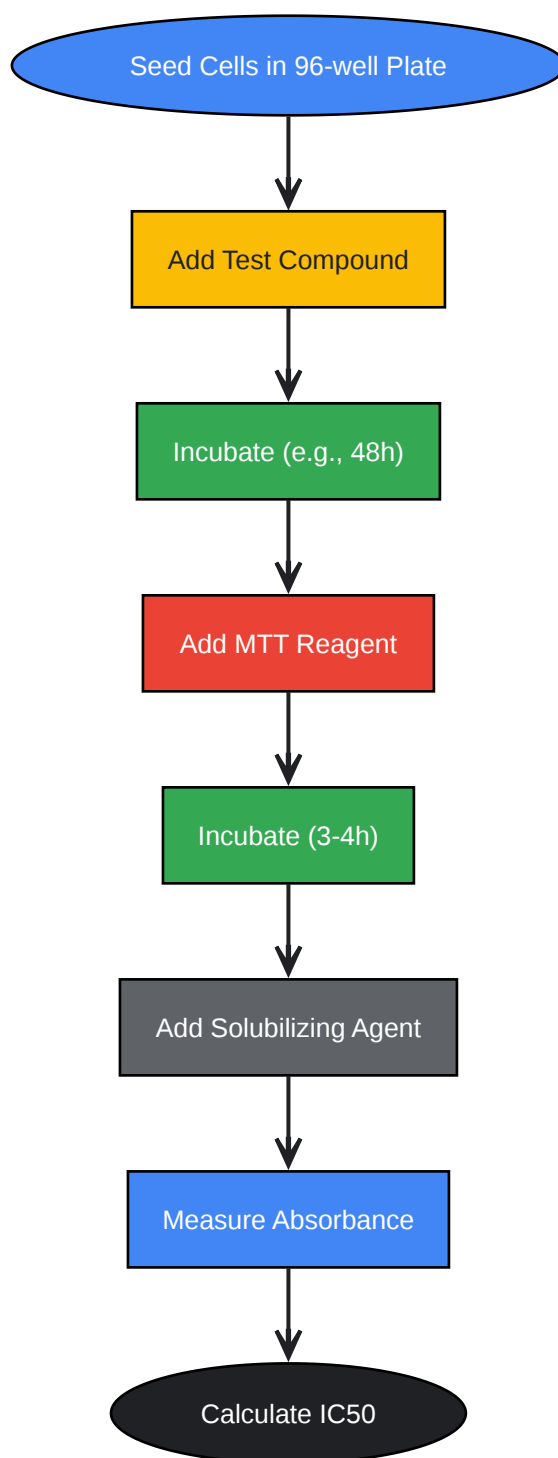 Seed Cells in 96-well Plate
Add Test Compound
Incubate (e.g., 48h)
Add MTT Reagent
Incubate (3-4h)
Add Solubilizing Agent
Measure Absorbance
Calculate IC50